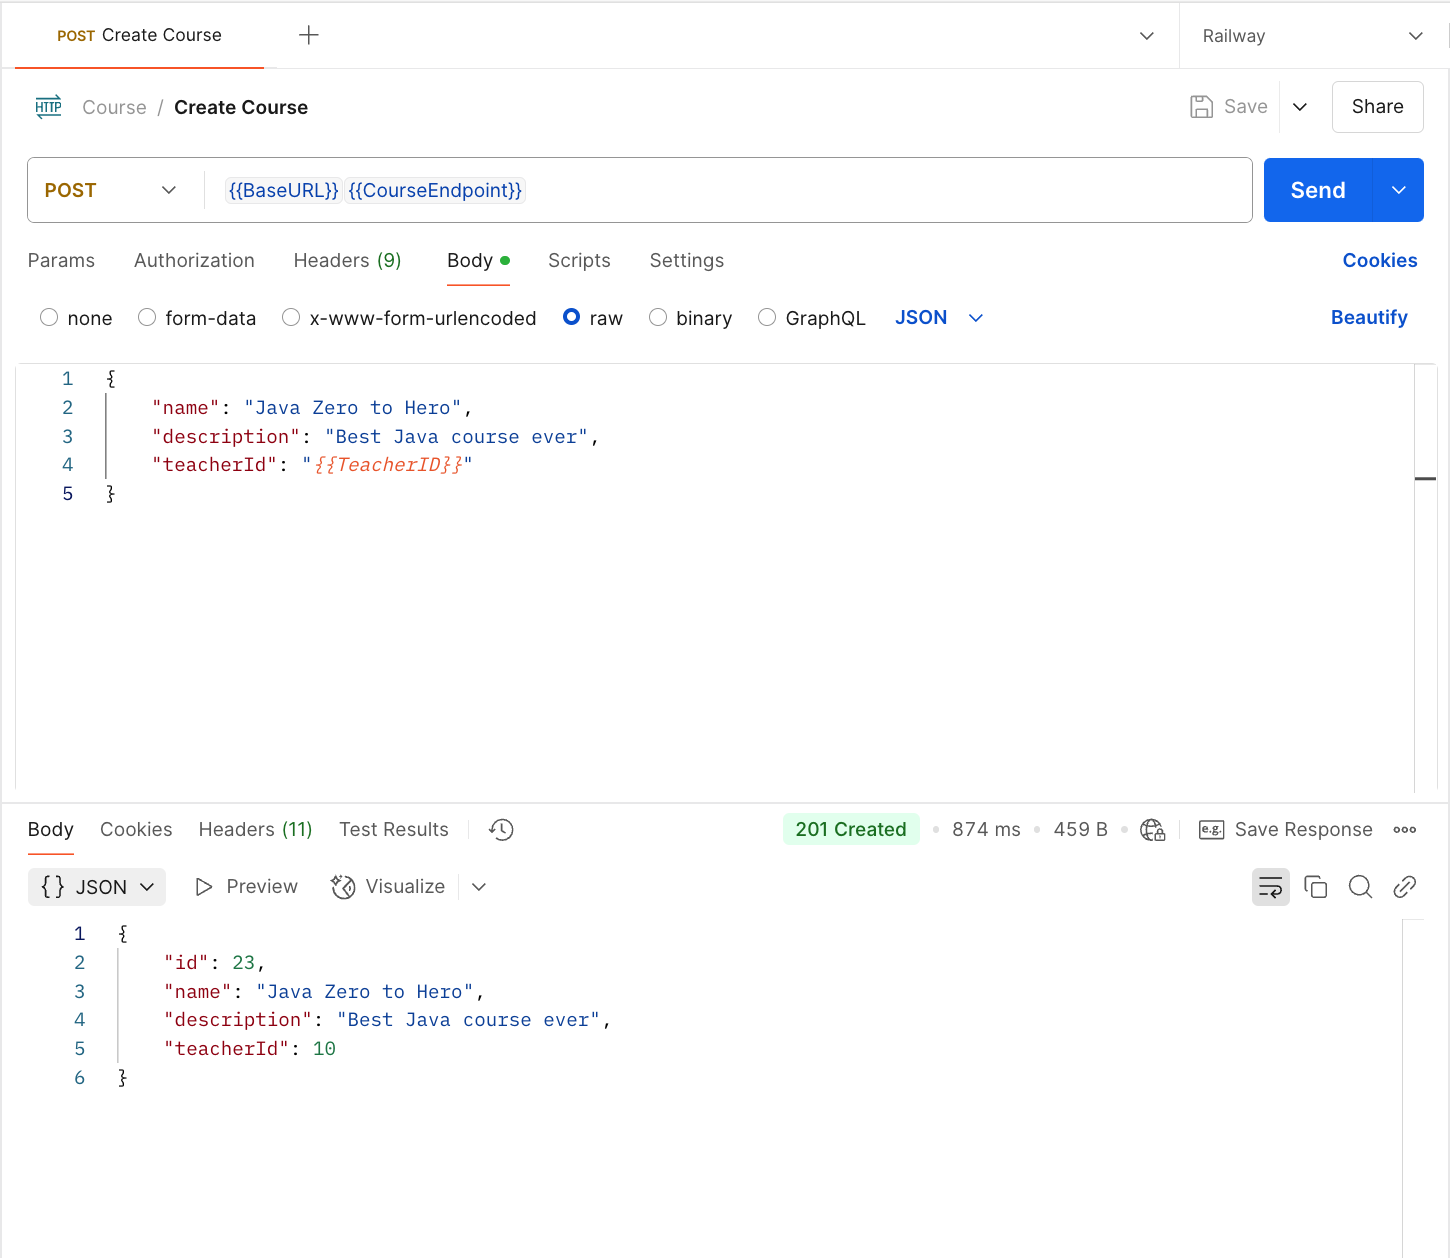 POST Create Course
Railway
HTTP Course / Create Course
Save
Share
POST
{{BaseURL}} {{CourseEndpoint}}
Send
Params Authorization Headers (9) Body Scripts Settings Cookies
none form-data x-www-form-urlencoded raw binary GraphQL JSON Beautify
1 {
2 "name": "Java Zero to Hero",
3 "description": "Best Java course ever",
4 "teacherId": "{{TeacherID}}"
5 }
Body Cookies Headers (11) Test Results 201 Created 874 ms 459 B e.g. Save Response
{} JSON Preview Visualize
1 {
2 "id": 23,
3 "name": "Java Zero to Hero",
4 "description": "Best Java course ever",
5 "teacherId": 10
6 }